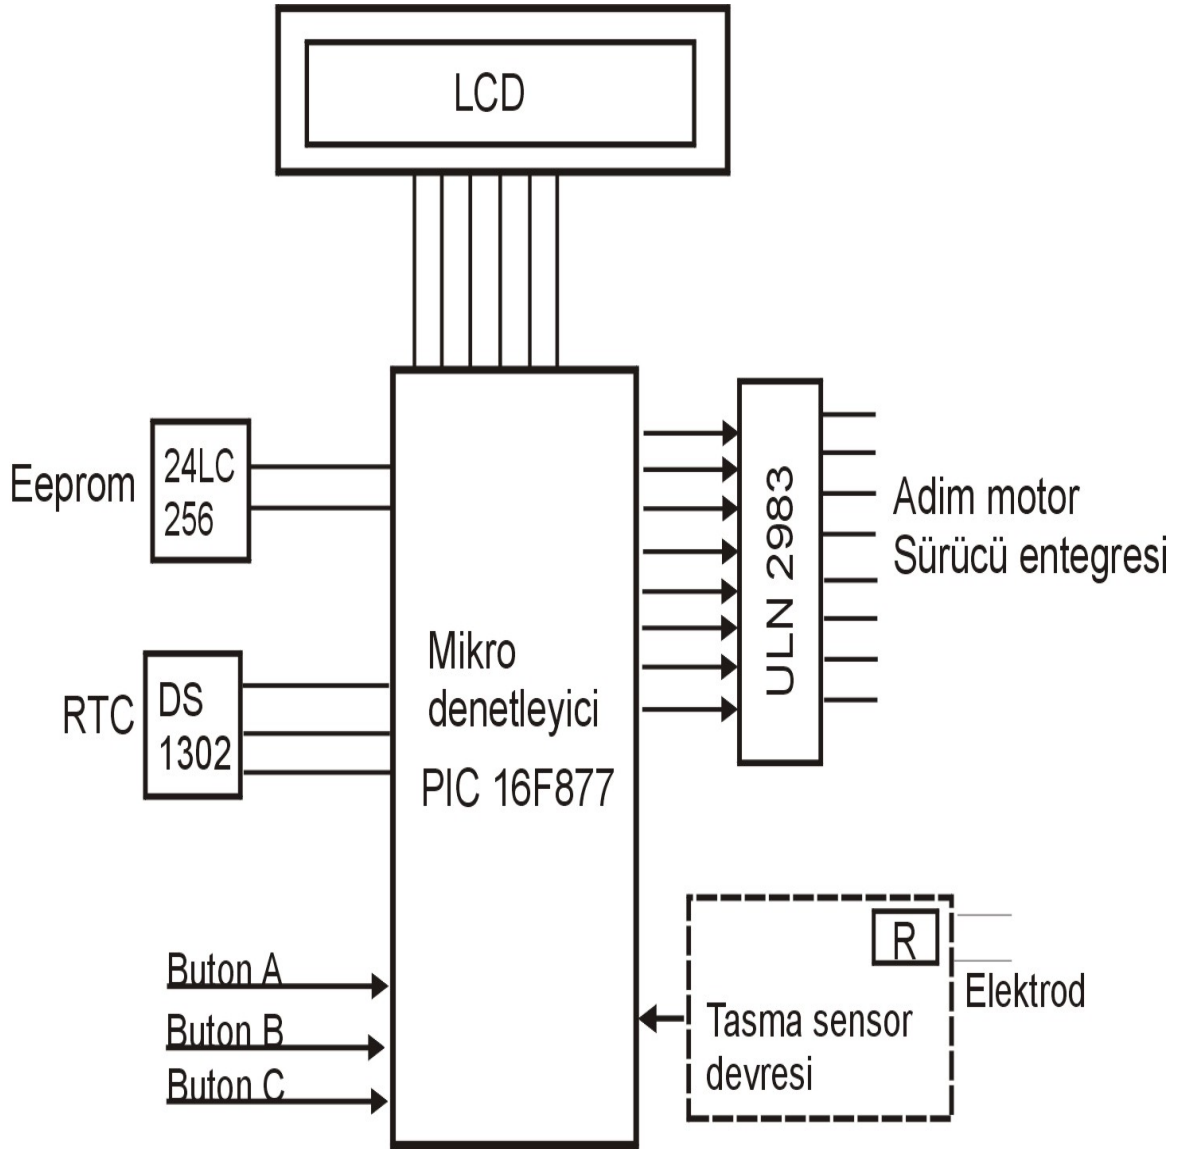 LCD
Eeprom
24LC
256
RTC
DS
1302
Mikro
denetleyici
PIC 16F877
ULN 2983
Adim motor
Sürücü entegresi
Buton A
Buton B
Buton C
R
Elektrod
Tasma sensor
devresi